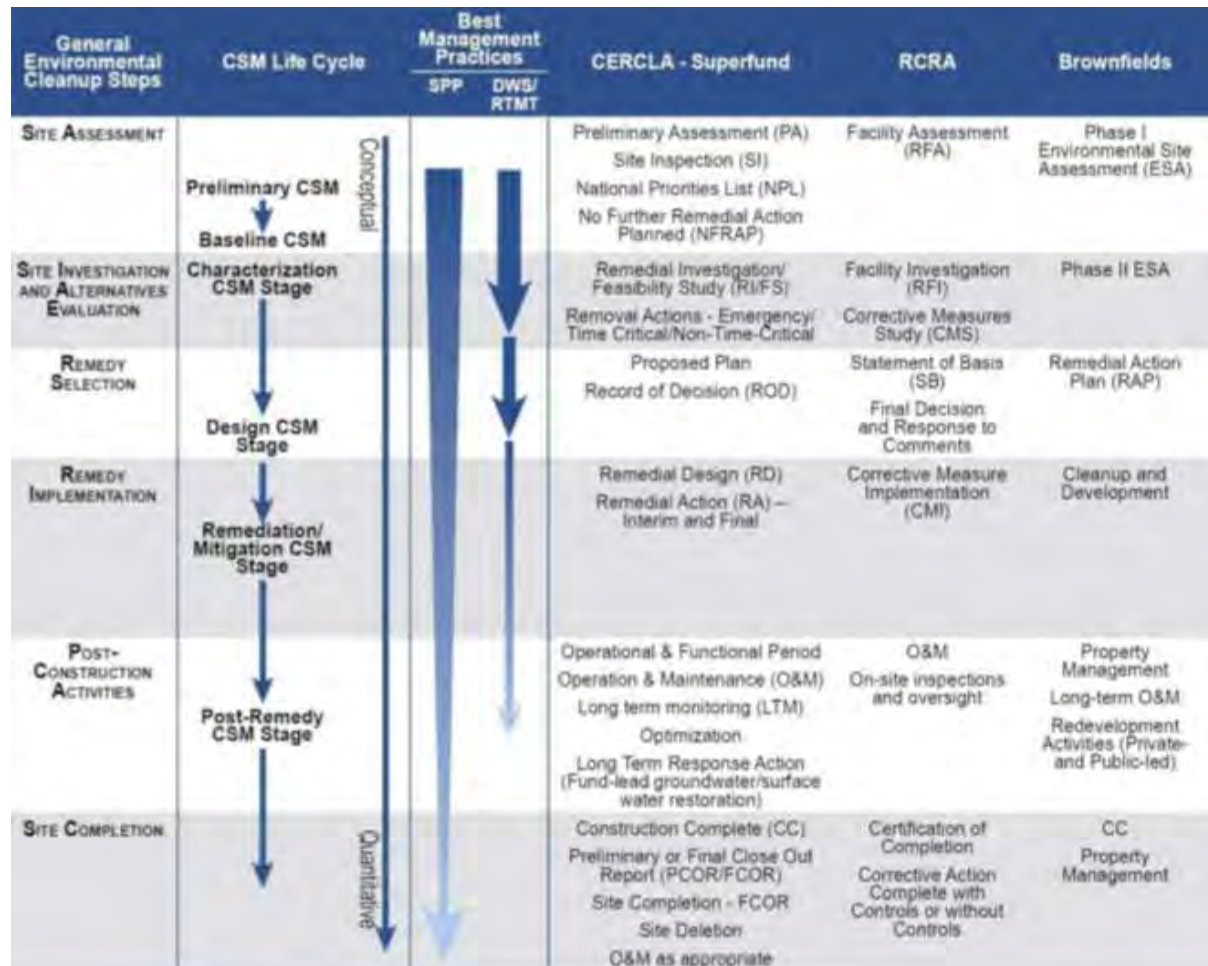 General
Environmental
Cleanup Steps
CSM Life Cycle
Best
Management
Practices
SPP
DWS/
RTMT
CERCLA - Superfund
RCRA
Brownfields
SITE ASSESSMENT
Preliminary CSM
Baseline CSM
Conceptual
Preliminary Assessment (PA)
Site Inspection (SI)
National Priorities List (NPL)
No Further Remedial Action
Planned (NFRAP)
Facility Assessment
(RFA)
Phase I
Environmental Site
Assessment (ESA)
SITE INVESTIGATION
AND ALTERNATIVES
EVALUATION
Characterization
CSM Stage
Remedial Investigation/
Feasibility Study (RI/FS)
Removal Actions - Emergency/
Time Critical/Non-Time-Critical
Facility Investigation
(RFI)
Corrective Measures
Study (CMS)
Phase II ESA
REMEDY
SELECTION
Design CSM
Stage
Proposed Plan
Record of Decision (ROD)
Statement of Basis
(SB)
Final Decision
and Response to
Comments
Remedial Action
Plan (RAP)
REMEDY
IMPLEMENTATION
Remediation/
Mitigation CSM
Stage
Remedial Design (RD)
Remedial Action (RA) –
Interim and Final
Corrective Measure
Implementation
(CMI)
Cleanup and
Development
POST-
CONSTRUCTION
ACTIVITIES
Post-Remedy
CSM Stage
Operational & Functional Period
Operation & Maintenance (O&M)
Long term monitoring (LTM)
Optimization
Long Term Response Action
(Fund-lead groundwater/surface
water restoration)
O&M
On-site inspections
and oversight
Property
Management
Long-term O&M
Redevelopment
Activities (Private-
and Public-led)
SITE COMPLETION
Quantitative
Construction Complete (CC)
Preliminary or Final Close Out
Report (PCOR/FCOR)
Site Completion - FCOR
Site Deletion
O&M as appropriate
Certification of
Completion
Corrective Action
Complete with
Controls or without
Controls
CC
Property
Management